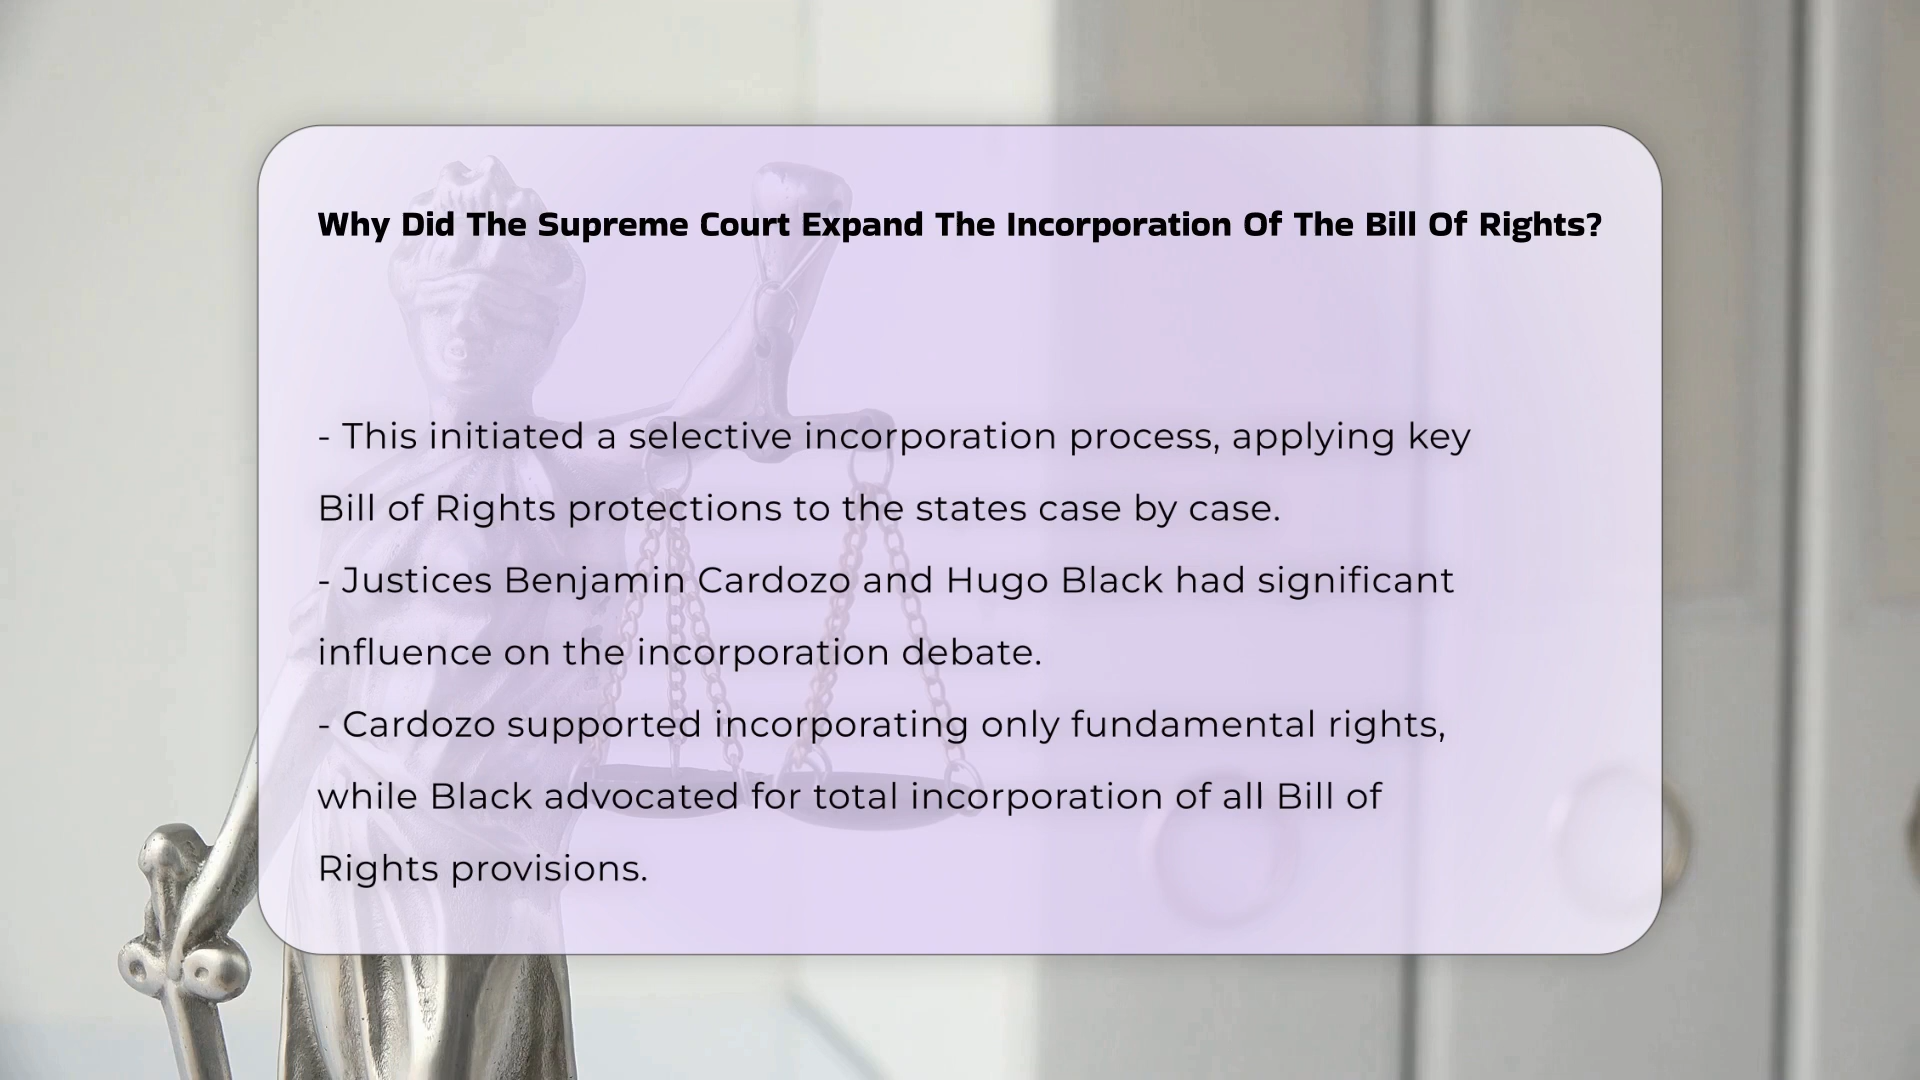 Why Did The Supreme Court Expand The Incorporation Of The Bill Of Rights?
- This initiated a selective incorporation process, applying key
Bill of Rights protections to the states case by case.
- Justices Benjamin Cardozo and Hugo Black had significant
influence on the incorporation debate.
- Cardozo supported incorporating only fundamental rights,
while Black advocated for total incorporation of all Bill of
Rights provisions.